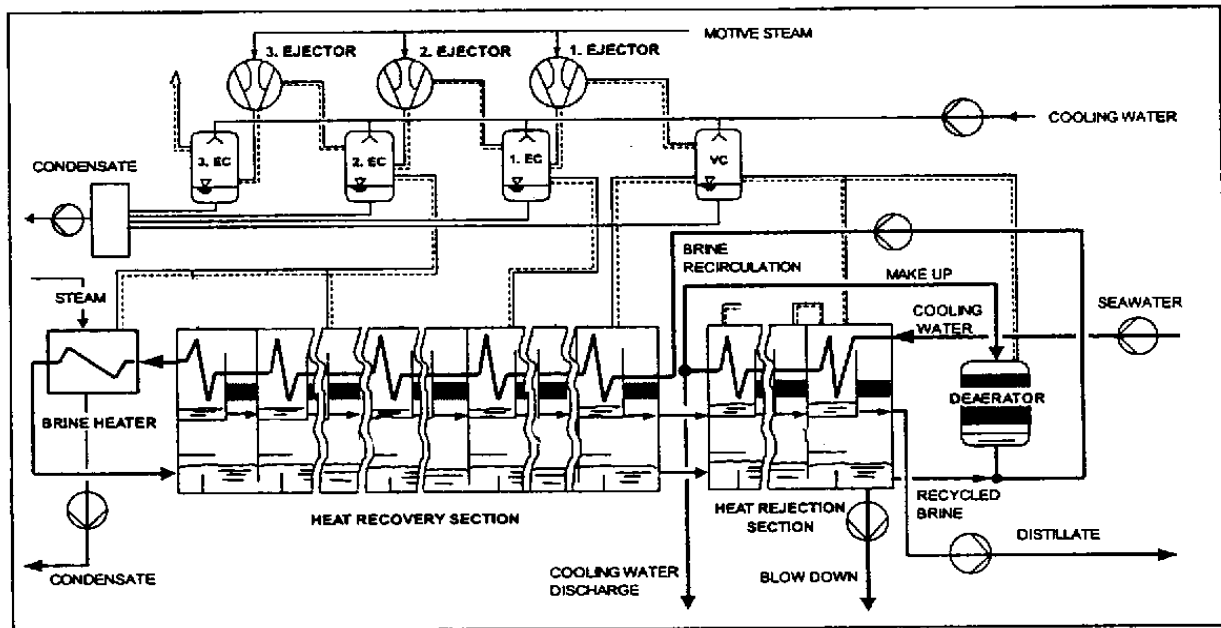 MOTIVE STEAM
3. EJECTOR
2. EJECTOR
1. EJECTOR
COOLING WATER
3. EC
2. EC
1. EC
VC
CONDENSATE
BRINE
RECIRCULATION
MAKE UP
STEAM
COOLING
WATER
SEAWATER
BRINE HEATER
DEAERATOR
HEAT RECOVERY SECTION
HEAT REJECTION
SECTION
RECYCLED
BRINE
DISTILLATE
CONDENSATE
COOLING WATER
DISCHARGE
BLOW DOWN